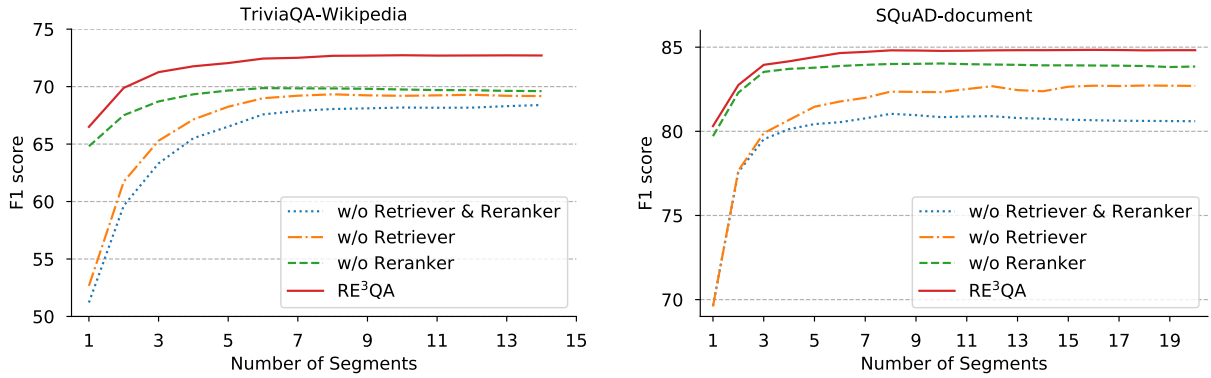 TriviaQA-Wikipedia
75
70
65
60
55
50
F1 score
1 3 5 7 9 11 13 15
Number of Segments
w/o Retriever & Reranker
w/o Retriever
w/o Reranker
RE³QA
SQuAD-document
85
80
75
70
F1 score
1 3 5 7 9 11 13 15 17 19
Number of Segments
w/o Retriever & Reranker
w/o Retriever
w/o Reranker
RE³QA